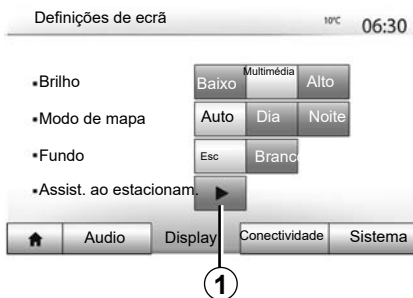 Definições de ecrã 10°C 06:30
▪Brilho Baixo Multimédia Alto
▪Modo de mapa Auto Dia Noite
▪Fundo Esc Branco
▪Assist. ao estacionam. ►
Audio Display Conectividade Sistema
1